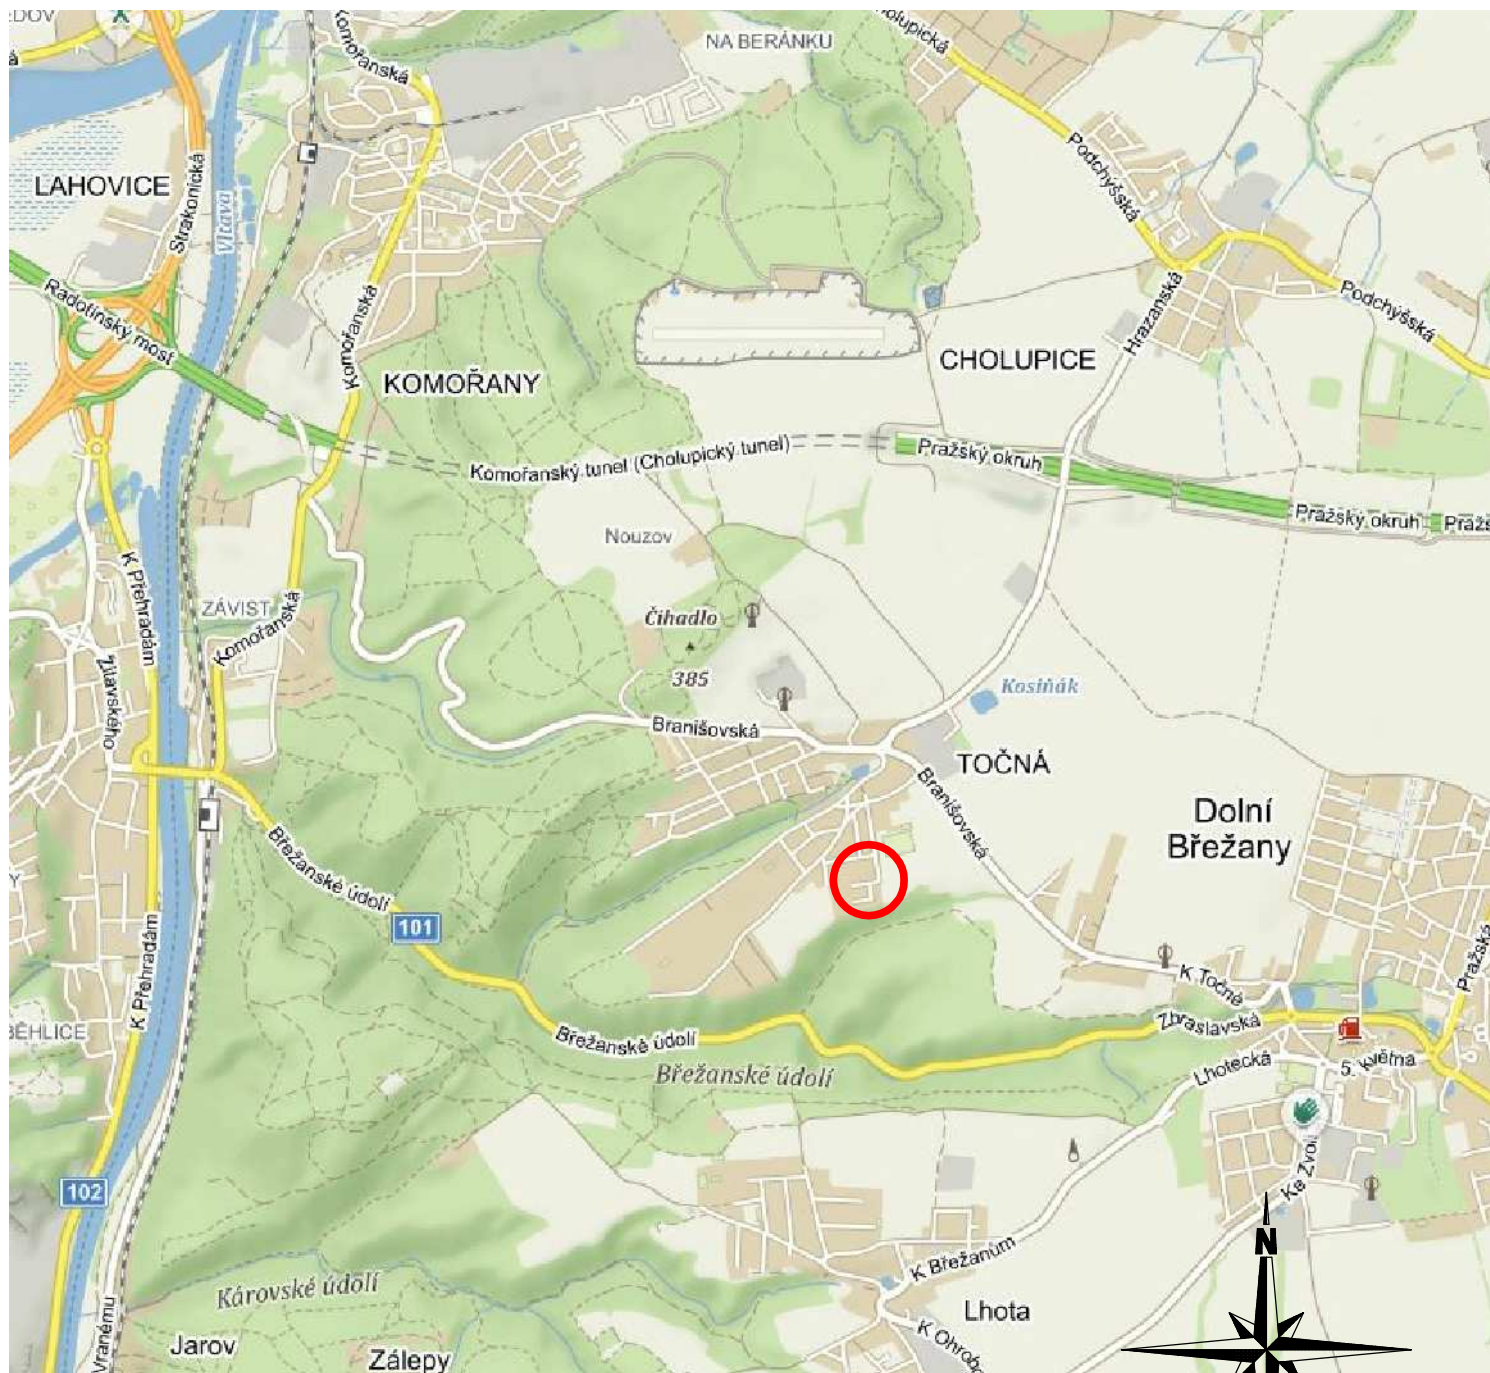 NA BERÁNKU
Komořanská
LAHOVICE
Strakonická
Vltava
Podchýšská
Radotínský most
Komořanská
Hrazanská
Podchýšská
KOMOŘANY
CHOLUPICE
Komořanský tunel (Cholupický tunel)
Pražský okruh
Pražský okruh
Nouzov
K Přehradám
ZÁVIST
Komořanská
Čihadlo
385
Kosiňák
Žitavského
Branišovská
TOČNÁ
Branišovská
Dolní
Břežany
Břežanské údolí
101
K Přehradám
K Točné
Pražská
Zbraslavská
Břežanské údolí
Břežanské údolí
Lhotecká
5. května
102
Ke Zvoli
N
K Břežanům
Károvské údolí
Lhota
Jarov
Zálepy